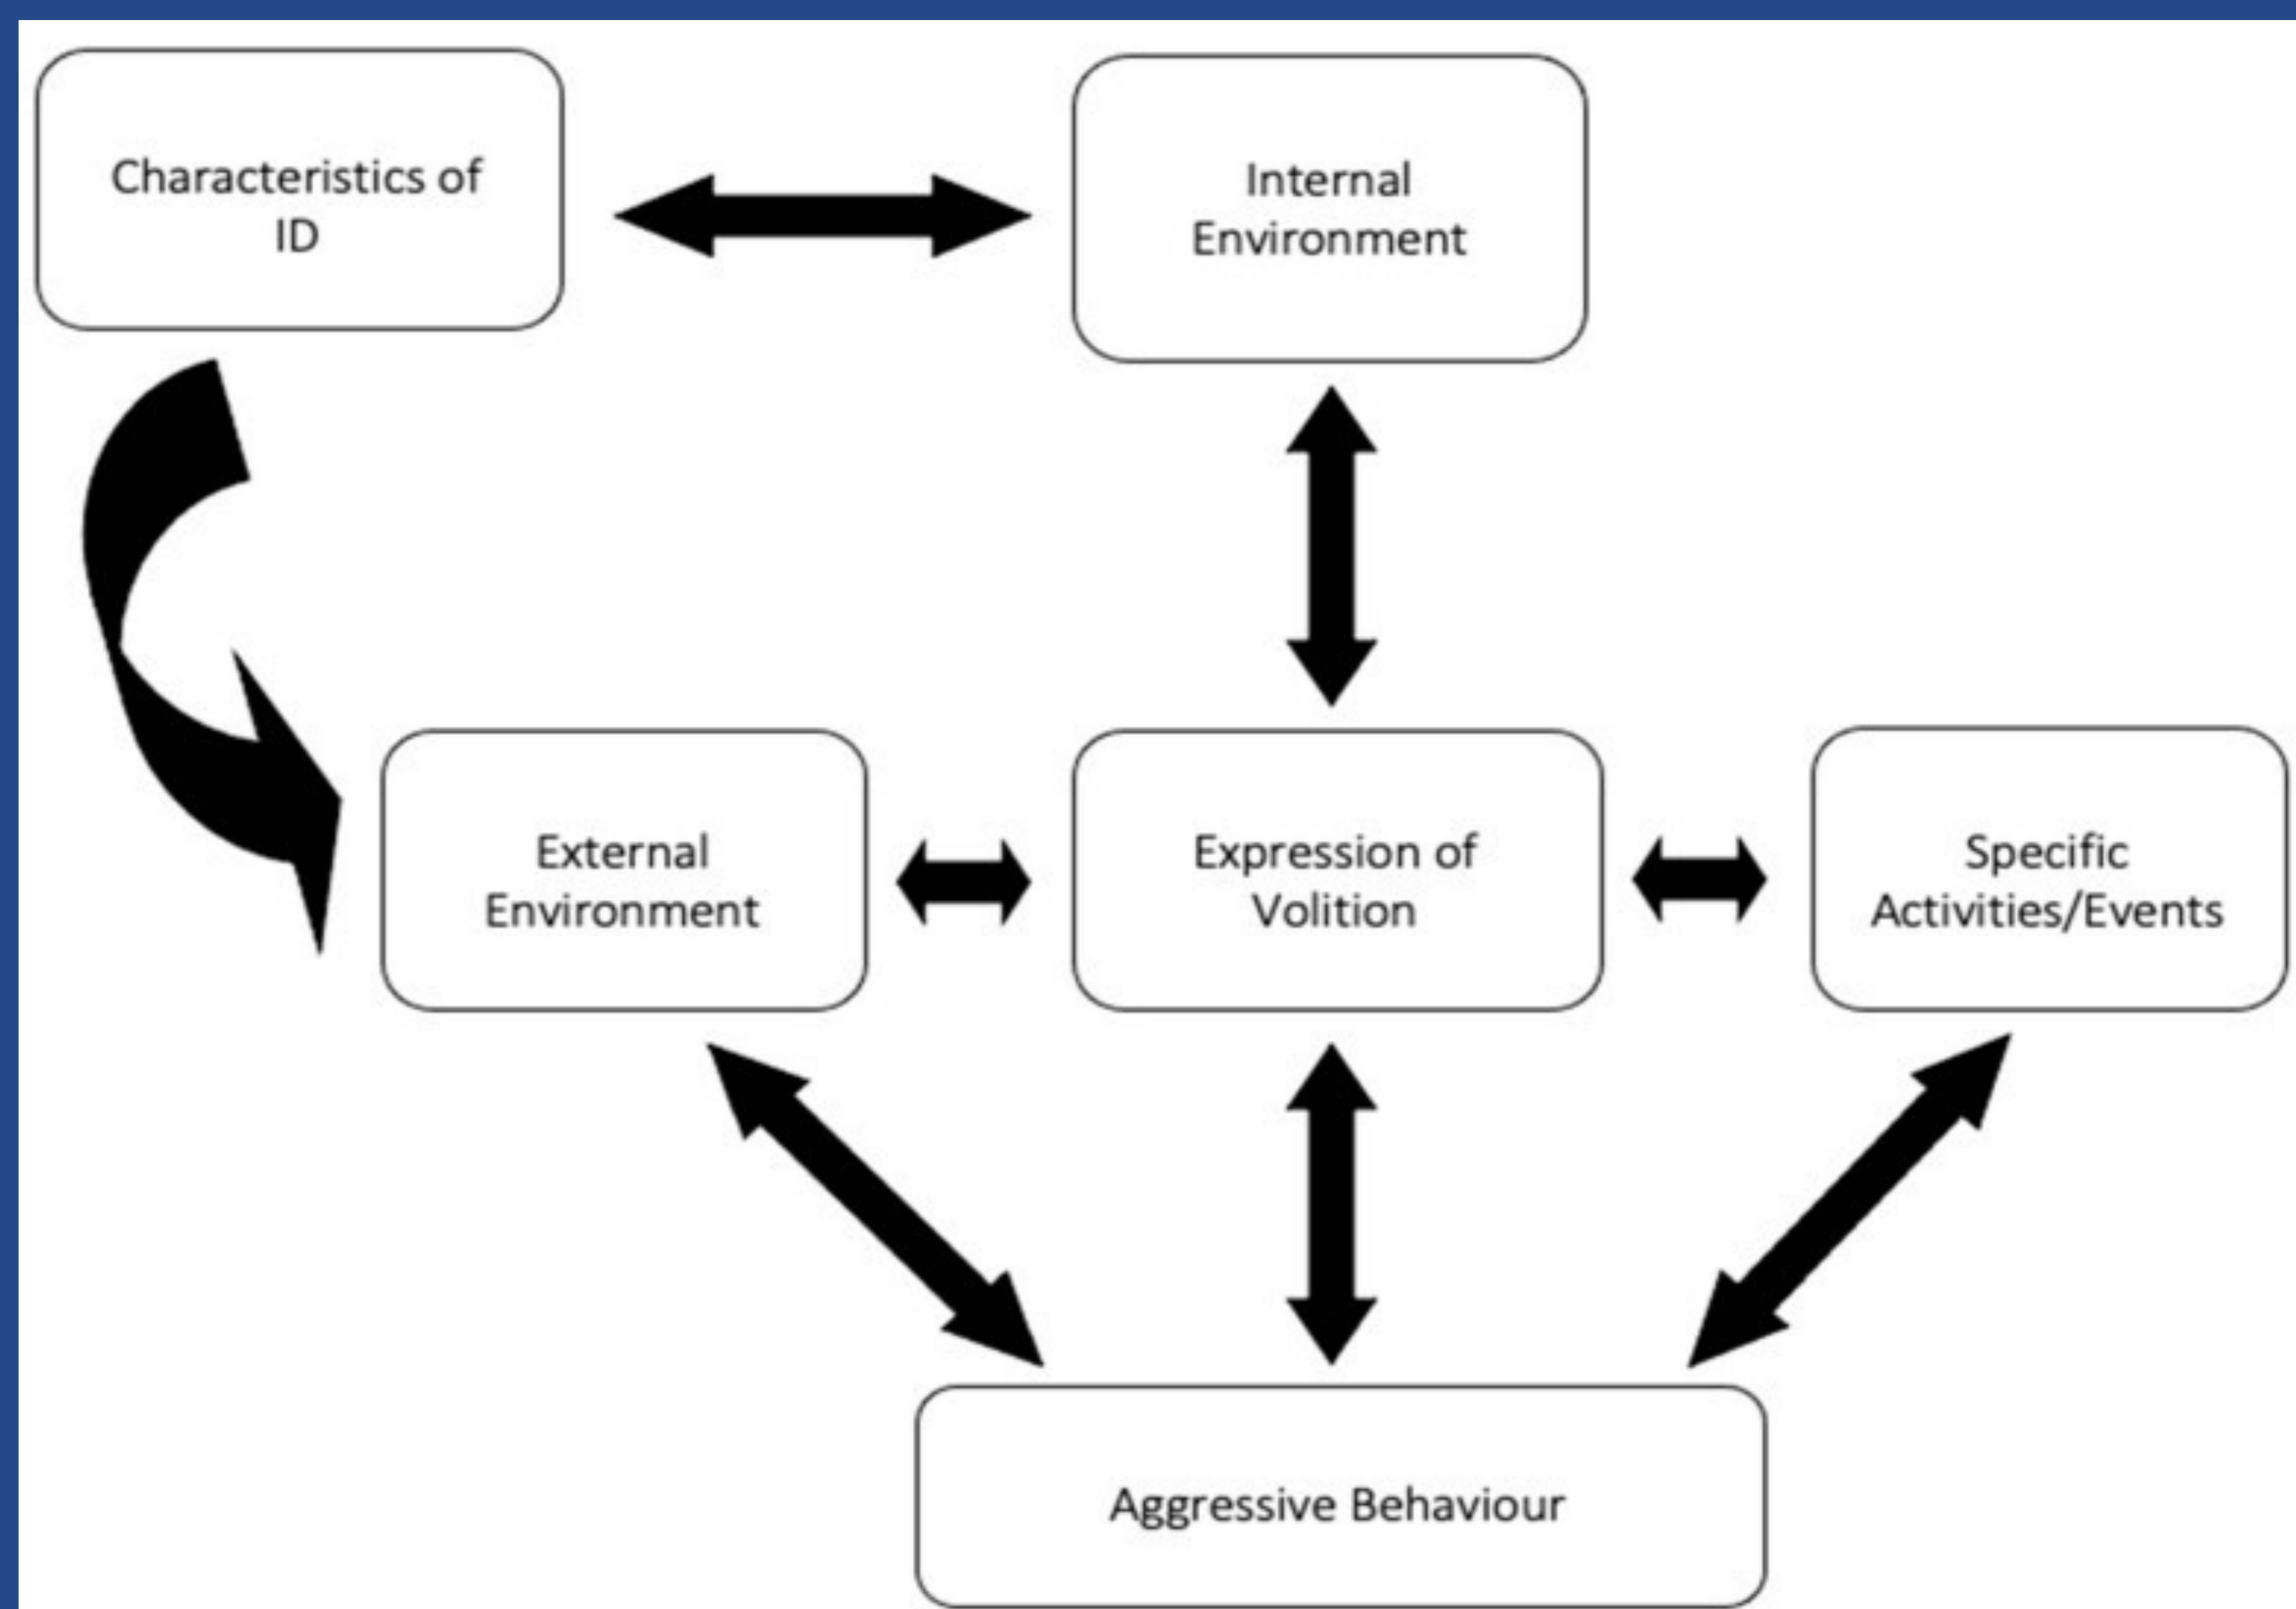 Characteristics of
ID
Internal
Environment
External
Environment
Expression of
Volition
Specific
Activities/Events
Aggressive Behaviour